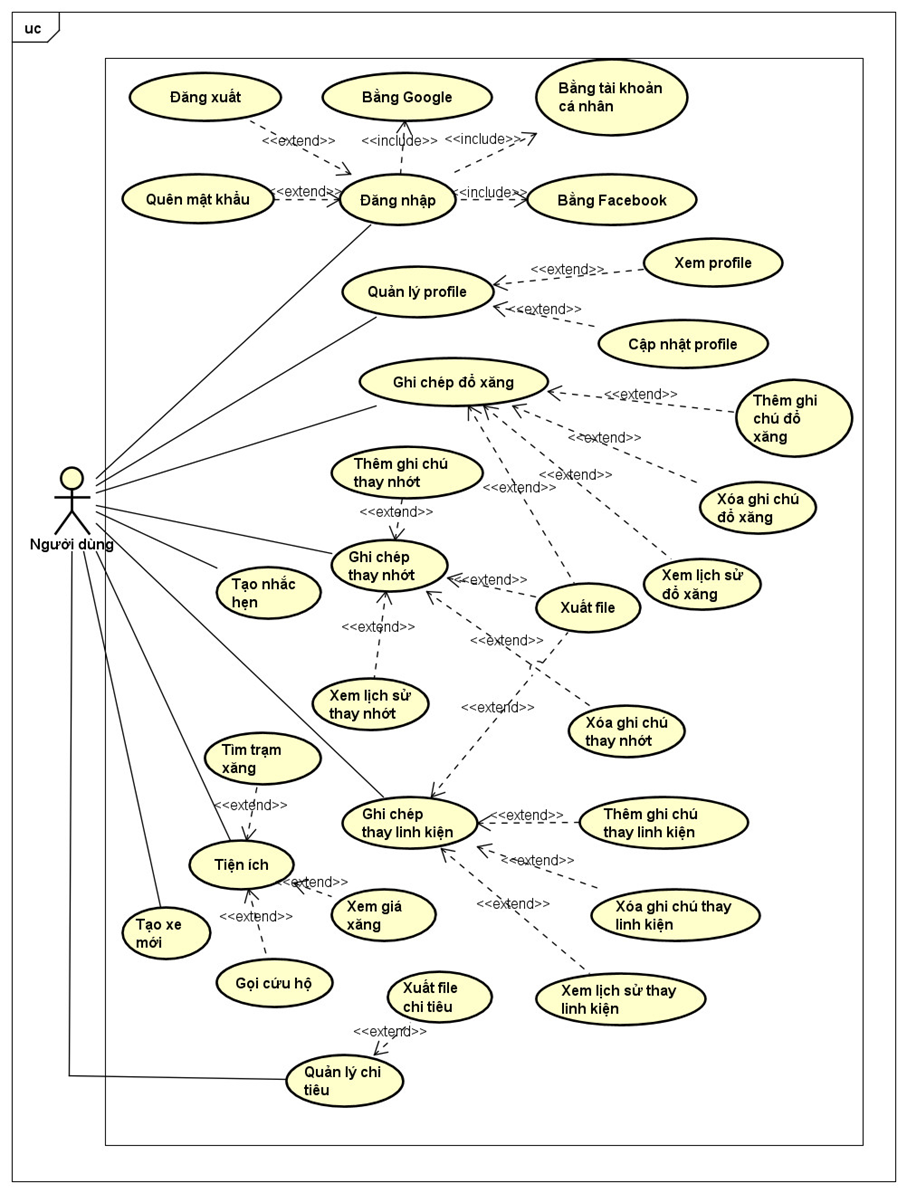 uc
Đăng xuất
Bằng Google
Bằng tài khoản
cá nhân
<<extend>>
<<include>>
<<include>>
Quên mật khẩu
<<extend>>
Đăng nhập
<<include>>
Bằng Facebook
Xem profile
<<extend>>
Quản lý profile
<<extend>>
Cập nhật profile
Ghi chép đổ xăng
<<extend>>
Thêm ghi
chú đổ
xăng
<<extend>>
Thêm ghi chú
thay nhớt
<<extend>>
<<extend>>
Xóa ghi chú
đổ xăng
<<extend>>
Người dùng
Ghi chép
thay nhớt
<<extend>>
Tạo nhắc
hẹn
Xuất file
Xem lịch sử
đổ xăng
<<extend>>
<<extend>>
Xem lịch sử
thay nhớt
<<extend>>
Xóa ghi chú
thay nhớt
Tìm trạm
xăng
<<extend>>
Ghi chép
thay linh kiện
<<extend>>
Thêm ghi chú
thay linh kiện
Tiện ích
<<extend>>
<<extend>>
<<extend>>
Xem giá
xăng
<<extend>>
Xóa ghi chú thay
linh kiện
Tạo xe
mới
Gọi cứu hộ
Xuất file
chi tiêu
Xem lịch sử thay
linh kiện
<<extend>>
Quản lý chi
tiêu